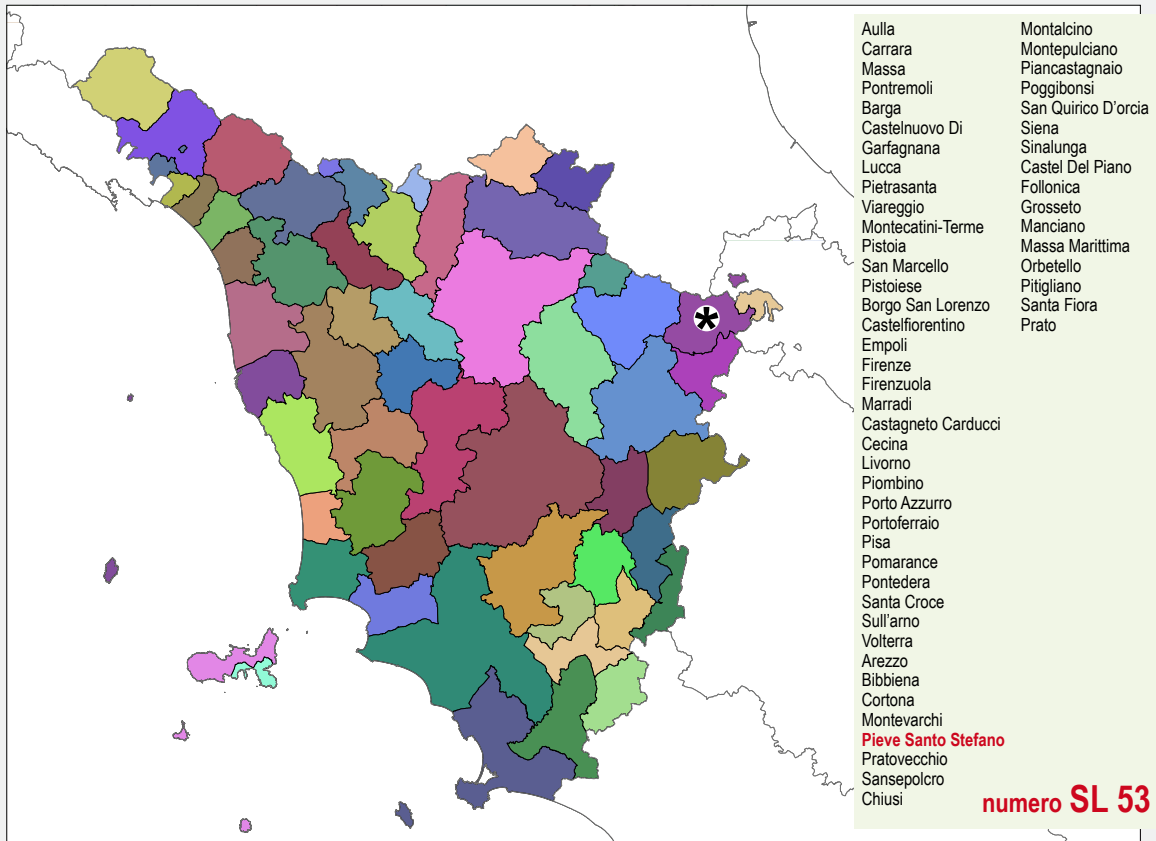 Aulla
Carrara
Massa
Pontremoli
Barga
Castelnuovo Di
Garfagnana
Lucca
Pietrasanta
Viareggio
Montecatini-Terme
Pistoia
San Marcello
Pistoiese
Borgo San Lorenzo
Castelfiorentino
Empoli
Firenze
Firenzuola
Marradi
Castagneto Carducci
Cecina
Livorno
Piombino
Porto Azzurro
Portoferraio
Pisa
Pomarance
Pontedera
Santa Croce
Sull'arno
Volterra
Arezzo
Bibbiena
Cortona
Montevarchi
Pieve Santo Stefano
Pratovecchio
Sansepolcro
Chiusi
Montalcino
Montepulciano
Piancastagnaio
Poggibonsi
San Quirico D'orcia
Siena
Sinalunga
Castel Del Piano
Follonica
Grosseto
Manciano
Massa Marittima
Orbetello
Pitigliano
Santa Fiora
Prato
numero SL 53
*